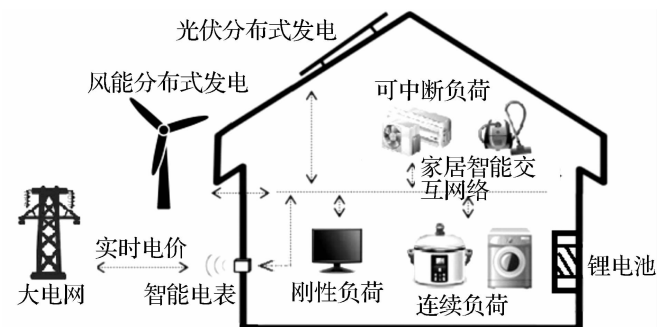 光伏分布式发电
风能分布式发电
可中断负荷
家居智能交
互网络
实时电价
大电网
智能电表
刚性负荷
连续负荷
锂电池